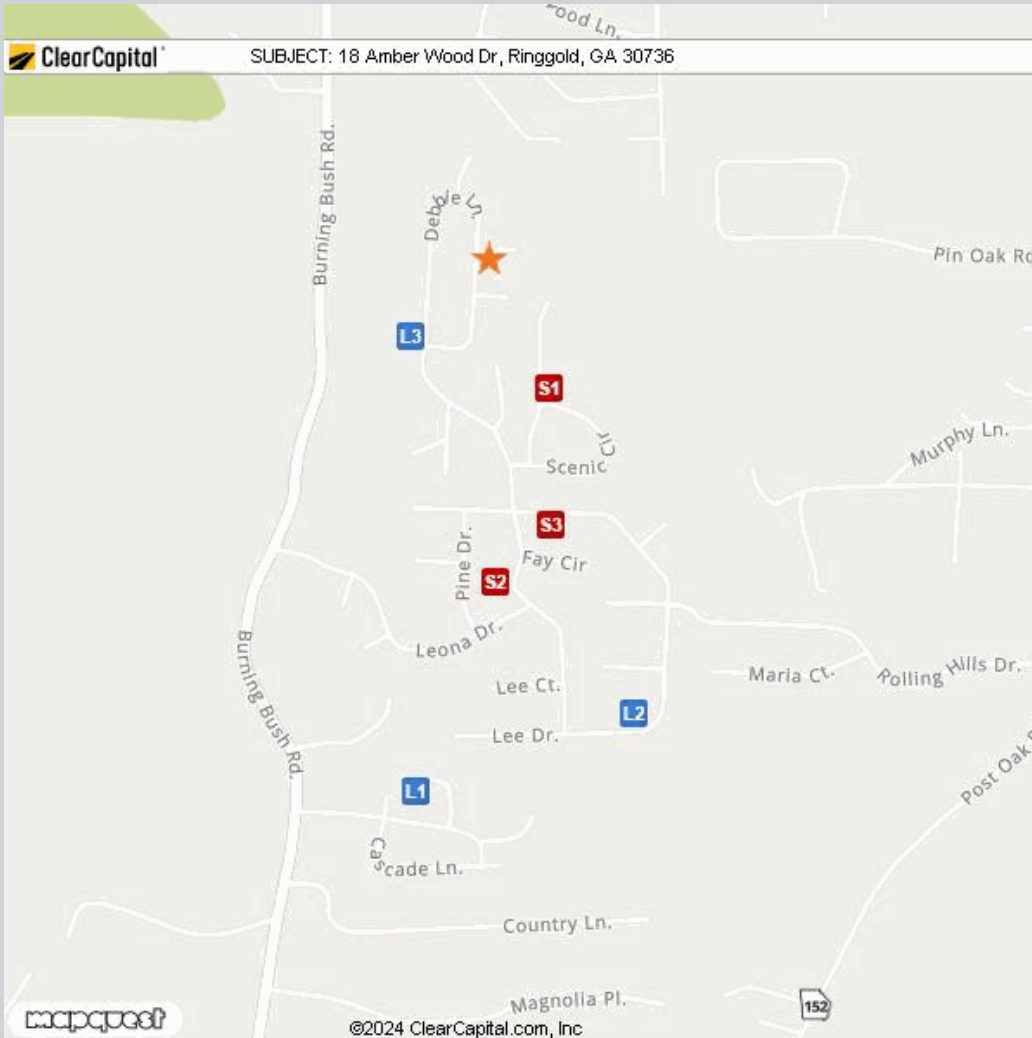 ood Ln.
ClearCapital
SUBJECT: 18 Amber Wood Dr, Ringgold, GA 30736
Burning Bush Rd.
Debbie Ln.
Pin Oak Rd
L3
S1
Murphy Ln.
Cir
Scenic
S3
Pine Dr.
Fay Cir
S2
Leona Dr.
Burning Bush Rd.
Maria Ct.
Rolling Hills Dr.
Lee Ct.
L2
Lee Dr.
Post Oak R
L1
Cascade Ln.
Country Ln.
Magnolia Pl.
152
mapquest
©2024 ClearCapital.com, Inc